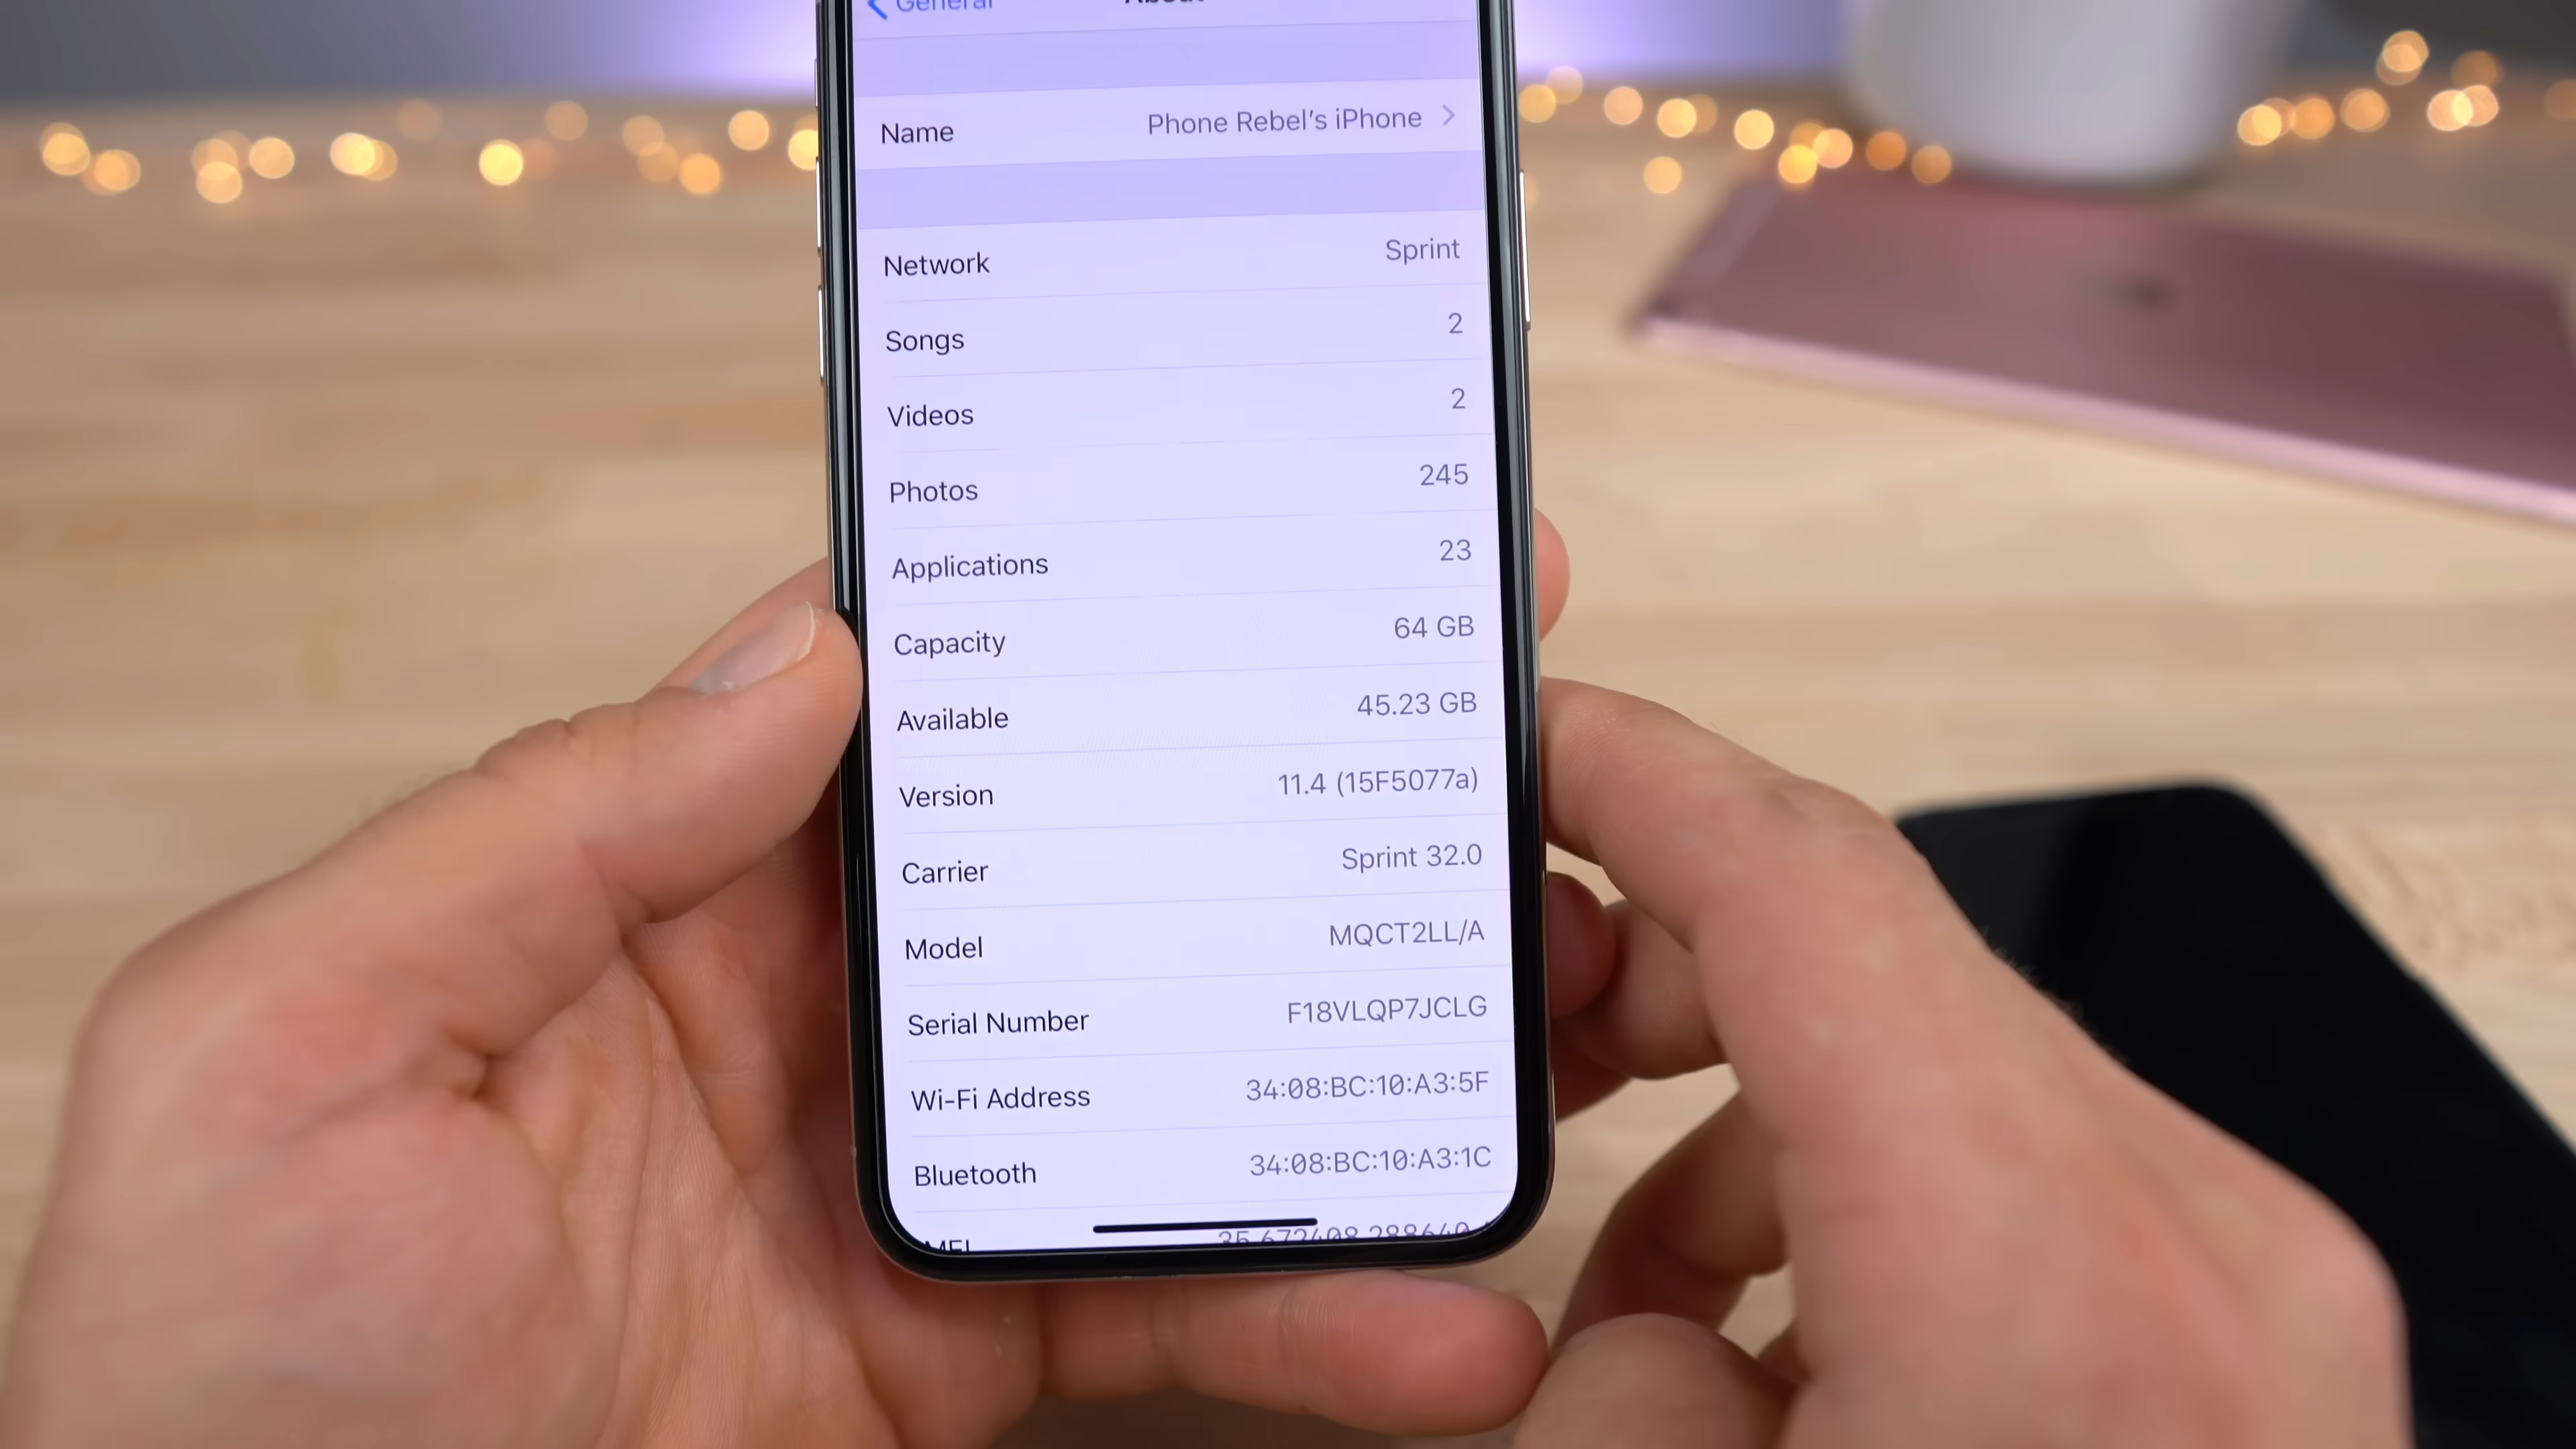 General About
Name Phone Rebel’s iPhone
Network Sprint
Songs 2
Videos 2
Photos 245
Applications 23
Capacity 64 GB
Available 45.23 GB
Version 11.4 (15F5077a)
Carrier Sprint 32.0
Model MQCT2LL/A
Serial Number F18VLQP7JCLG
Wi-Fi Address 34:08:BC:10:A3:5F
Bluetooth 34:08:BC:10:A3:1C